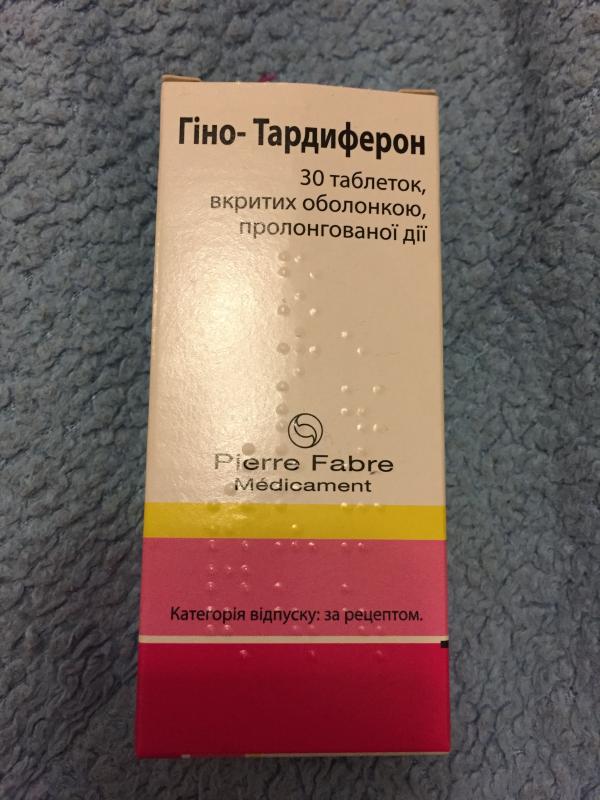 Гіно- Тардиферон
30 таблеток,
вкритих оболонкою,
пролонгованої дії
Pierre Fabre
Médicament
Категорія відпуску: за рецептом.